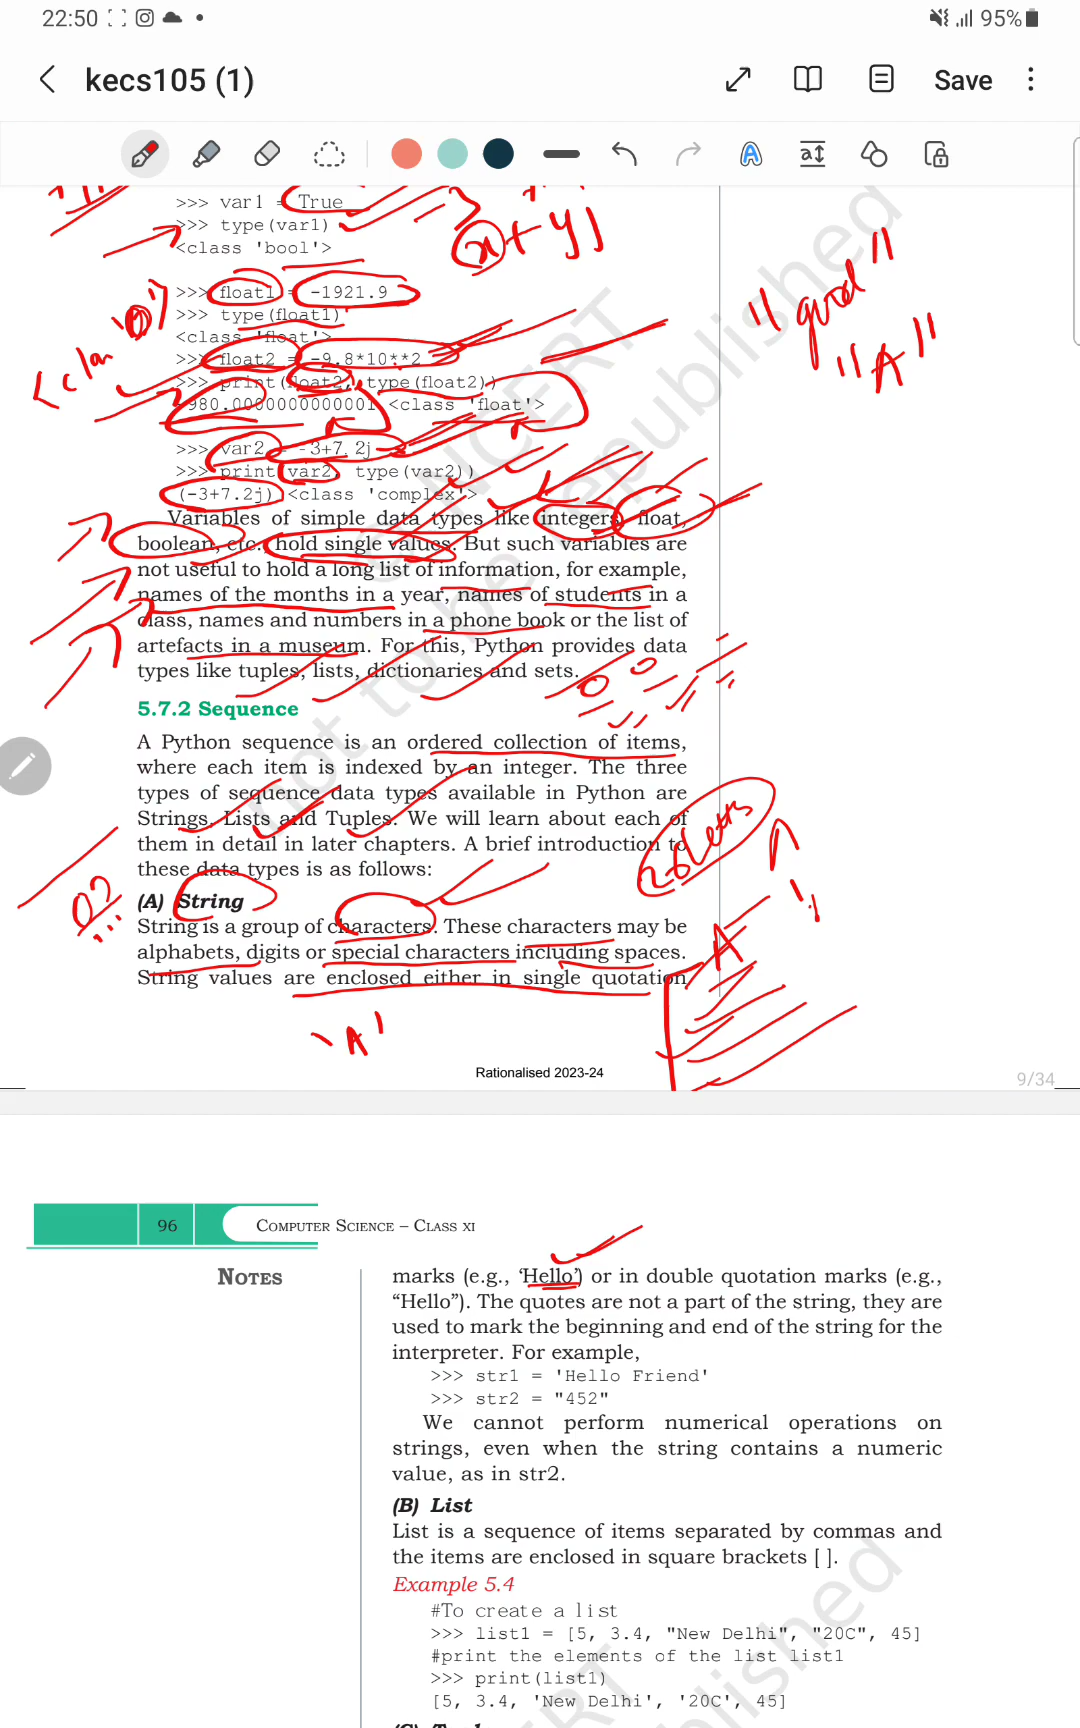 22:50
95%
kecs105 (1)
Save
>>> var1 = True
>>> type(var1)
<class 'bool'>
(x+y)
>>> float1 = -1921.9
>>> type(float1)
<class 'float'>
>>> float2 = -9.8*10**2
>>> print(float2, type(float2))
-980.0000000000001 <class 'float'>
"good"
"A"
>>> var2 = -3+7.2j
>>> print(var2, type(var2))
(-3+7.2j) <class 'complex'>
Variables of simple data types like integers, float,
boolean, etc., hold single values. But such variables are
not useful to hold a long list of information, for example,
names of the months in a year, names of students in a
class, names and numbers in a phone book or the list of
artefacts in a museum. For this, Python provides data
types like tuples, lists, dictionaries and sets.
5.7.2 Sequence
A Python sequence is an ordered collection of items,
where each item is indexed by an integer. The three
types of sequence data types available in Python are
Strings, Lists and Tuples. We will learn about each of
them in detail in later chapters. A brief introduction to
these data types is as follows:
(A) String
String is a group of characters. These characters may be
alphabets, digits or special characters including spaces.
String values are enclosed either in single quotation
A
'A'
Rationalised 2023-24
9/34
© NCERT
not to be republished
96
COMPUTER SCIENCE – CLASS XI
NOTES
marks (e.g., ‘Hello’) or in double quotation marks (e.g.,
“Hello”). The quotes are not a part of the string, they are
used to mark the beginning and end of the string for the
interpreter. For example,
>>> str1 = 'Hello Friend'
>>> str2 = "452"
We cannot perform numerical operations on
strings, even when the string contains a numeric
value, as in str2.
(B) List
List is a sequence of items separated by commas and
the items are enclosed in square brackets [ ].
Example 5.4
#To create a list
>>> list1 = [5, 3.4, "New Delhi", "20C", 45]
#print the elements of the list list1
>>> print(list1)
[5, 3.4, 'New Delhi', '20C', 45]